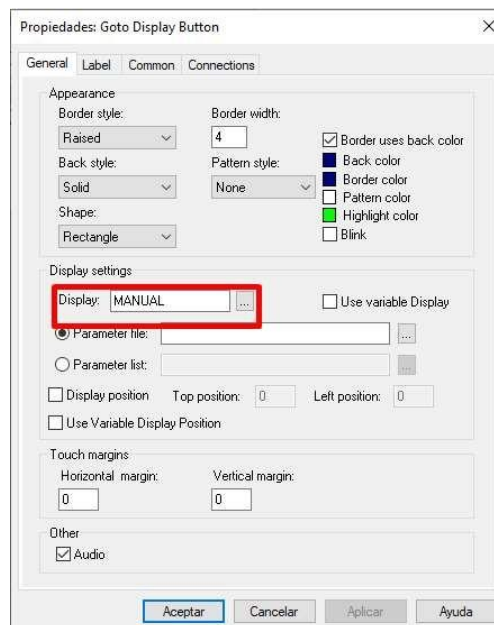 Propiedades: Goto Display Button
General Label Common Connections
Appearance
Border style: Border width:
Raised 4 Border uses back color
Back style: Pattern style: Back color
Solid None Border color
Pattern color
Shape: Highlight color
Rectangle Blink
Display settings
Display: MANUAL ... Use variable Display
Parameter file: ...
Parameter list: ...
Display position Top position: 0 Left position: 0
Use Variable Display Position
Touch margins
Horizontal margin: Vertical margin:
0 0
Other
Audio
Aceptar Cancelar Aplicar Ayuda